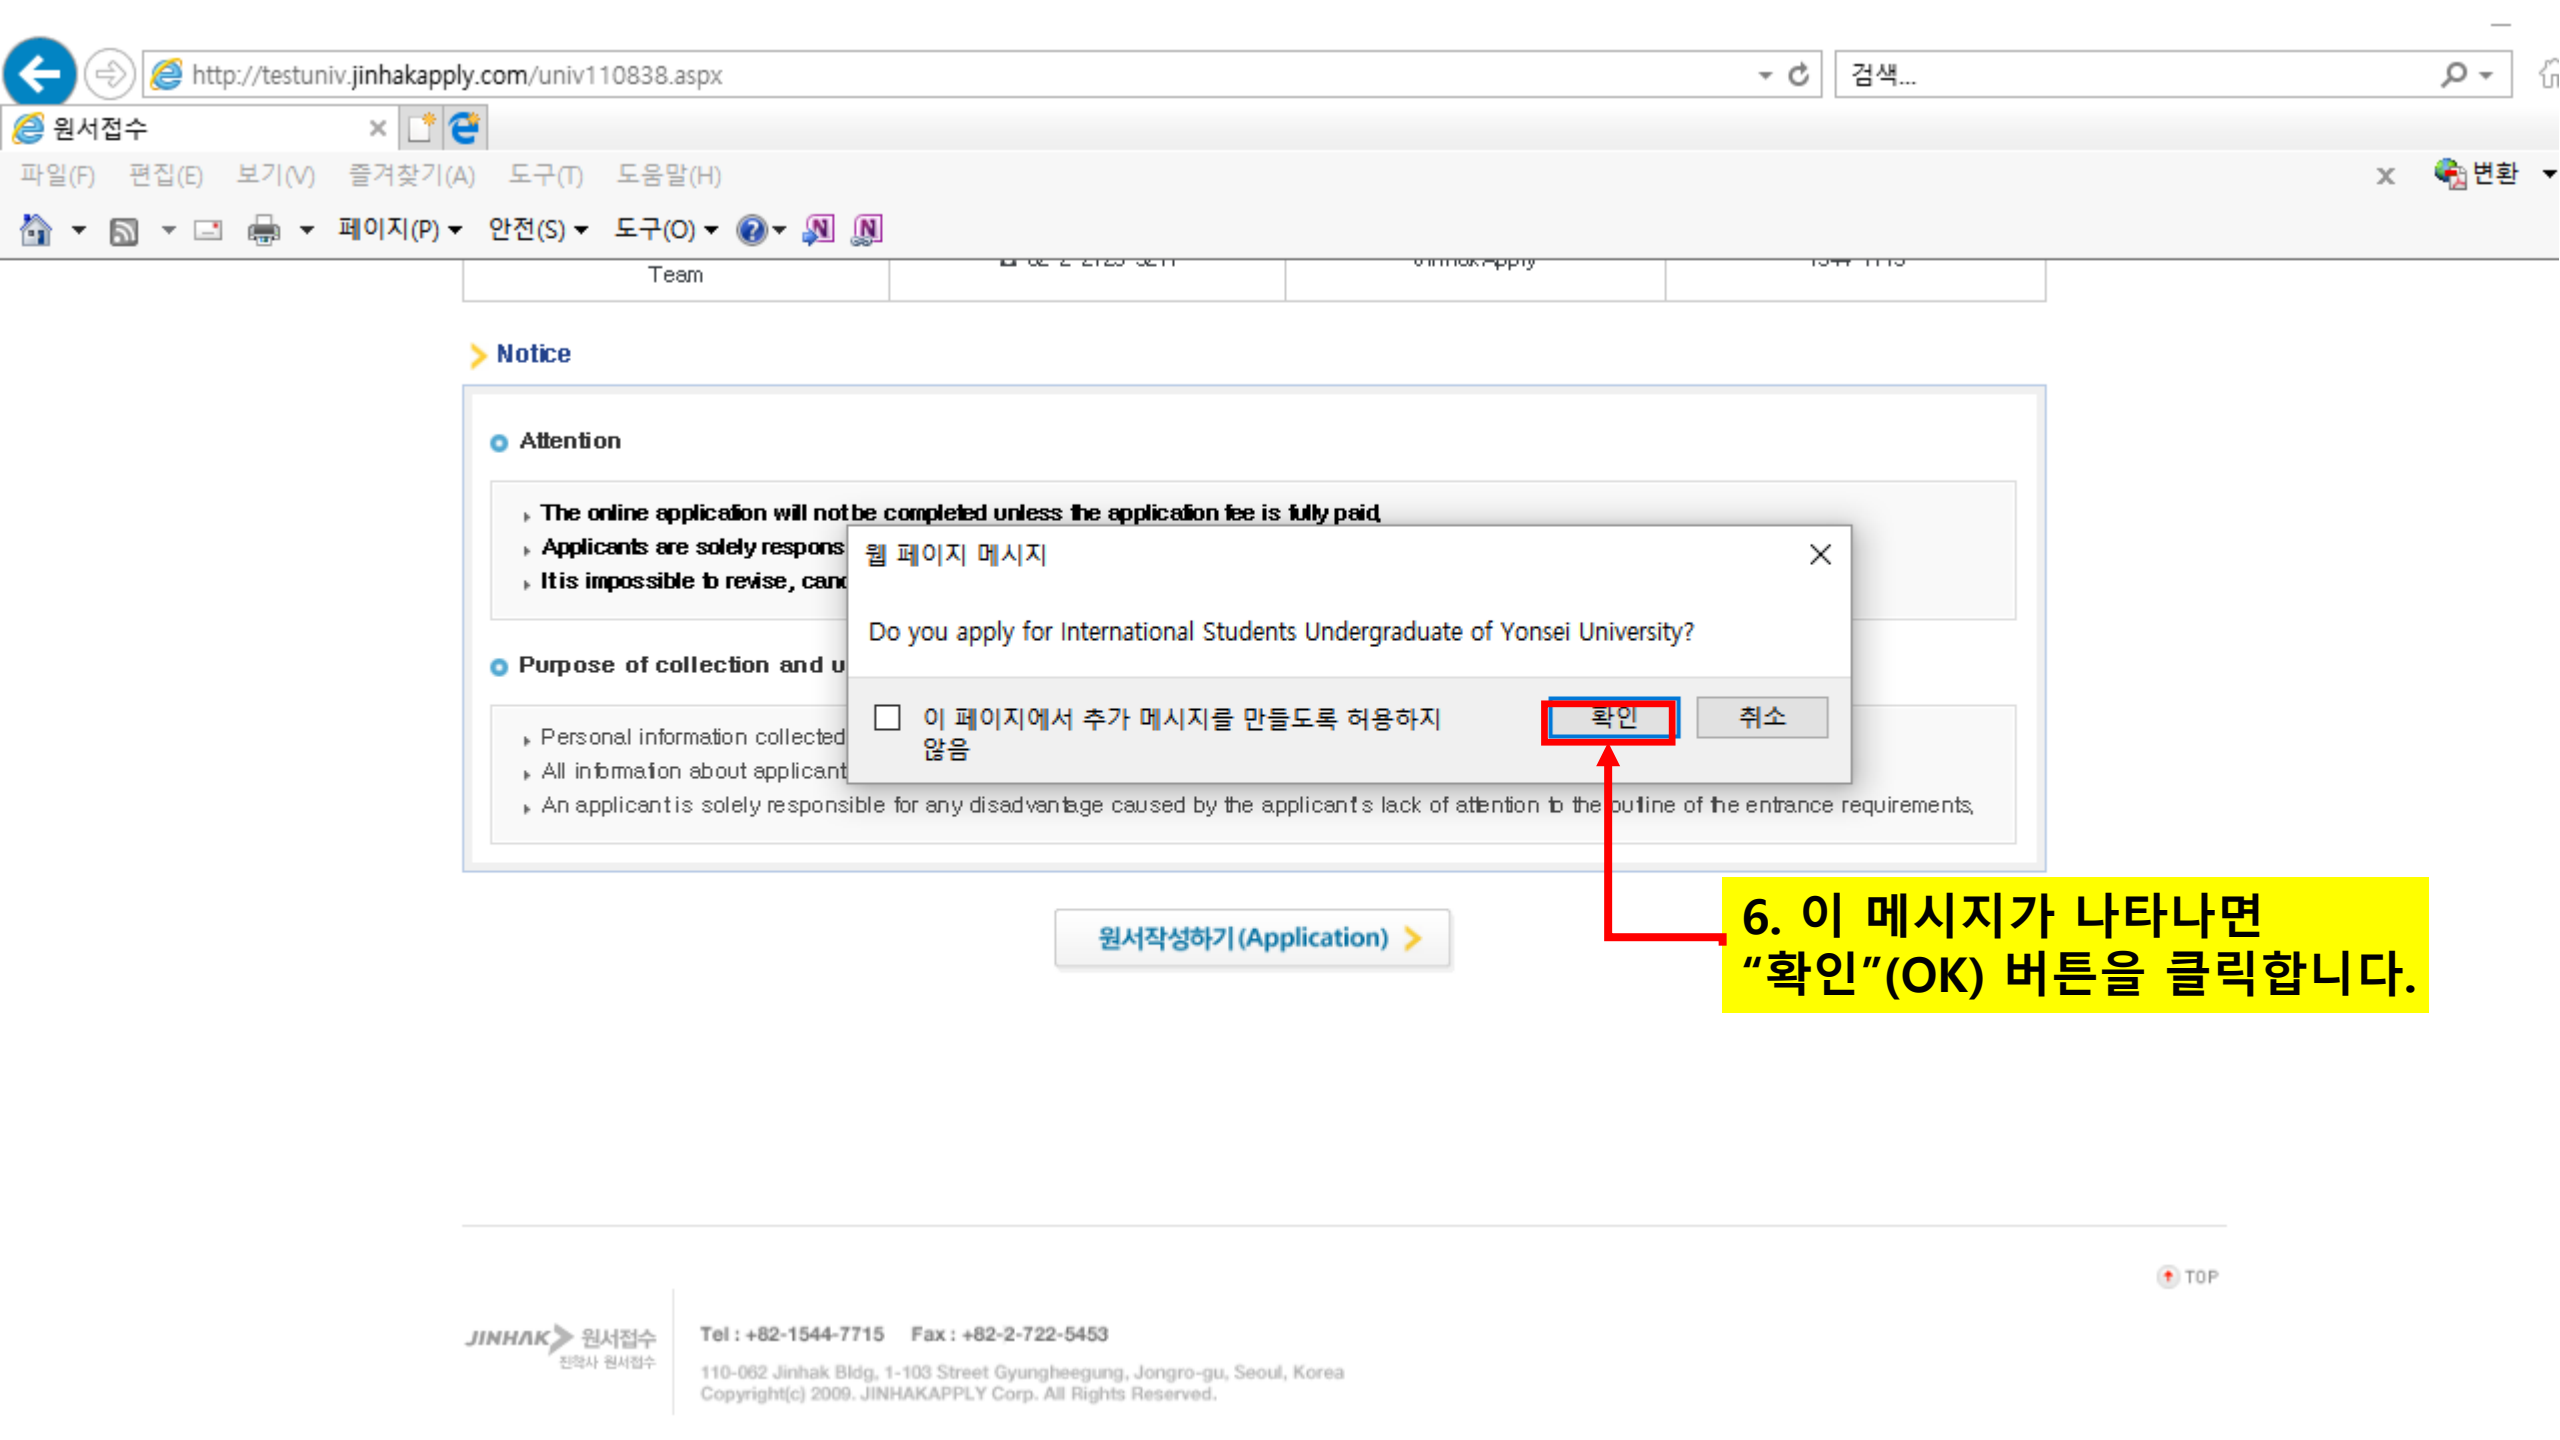 http://testuniv.jinhakapply.com/univ110838.aspx
검색...
원서접수
파일(F) 편집(E) 보기(V) 즐겨찾기(A) 도구(T) 도움말(H)
변환
페이지(P) 안전(S) 도구(O)
Team
Notice
Attention
The online application will not be completed unless the application fee is fully paid.
Applicants are solely respons
It is impossible to revise, canc
웹 페이지 메시지
Do you apply for International Students Undergraduate of Yonsei University?
이 페이지에서 추가 메시지를 만들도록 허용하지
않음
확인 취소
Purpose of collection and u
Personal information collected
All information about applicant
An applicant is solely responsible for any disadvantage caused by the applicant's lack of attention to the outline of the entrance requirements.
원서작성하기(Application)
6. 이 메시지가 나타나면
“확인”(OK) 버튼을 클릭합니다.
TOP
JINHAK 원서접수
진학사 원서접수
Tel : +82-1544-7715 Fax : +82-2-722-5453
110-062 Jinhak Bldg, 1-103 Street Gyungheegung, Jongro-gu, Seoul, Korea
Copyright(c) 2009. JINHAKAPPLY Corp. All Rights Reserved.